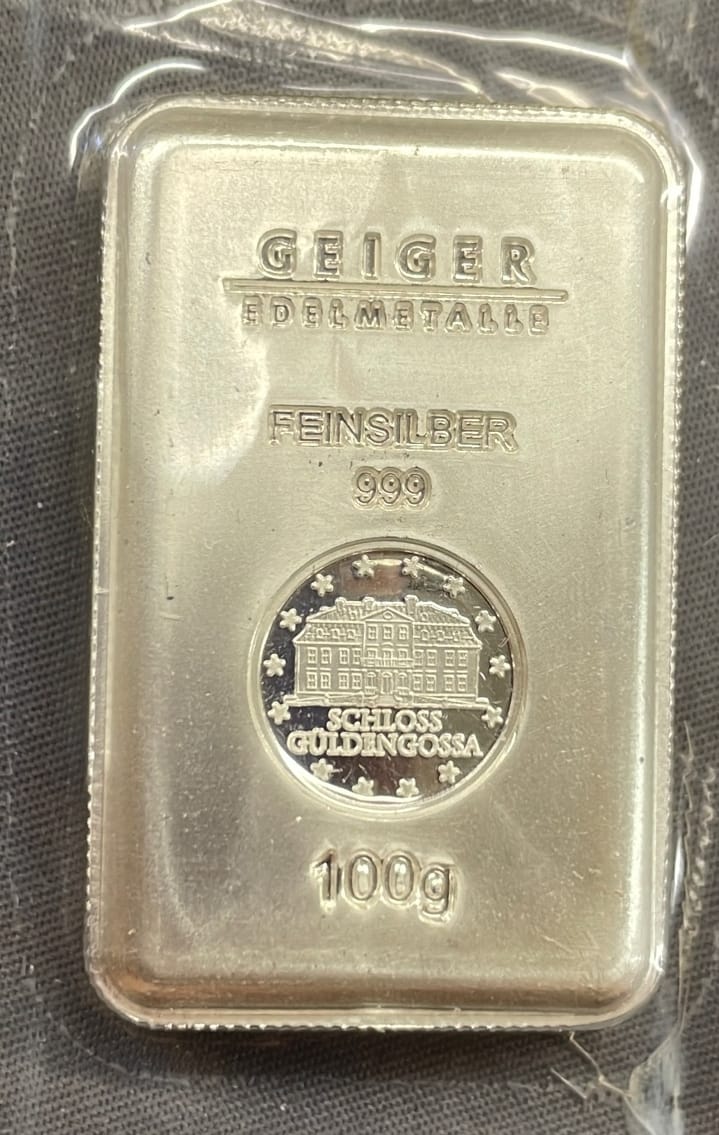 GEIGER
EDELMETALLE
FEINSILBER
999
SCHLOSS
GÜLDENGOSSA
100g